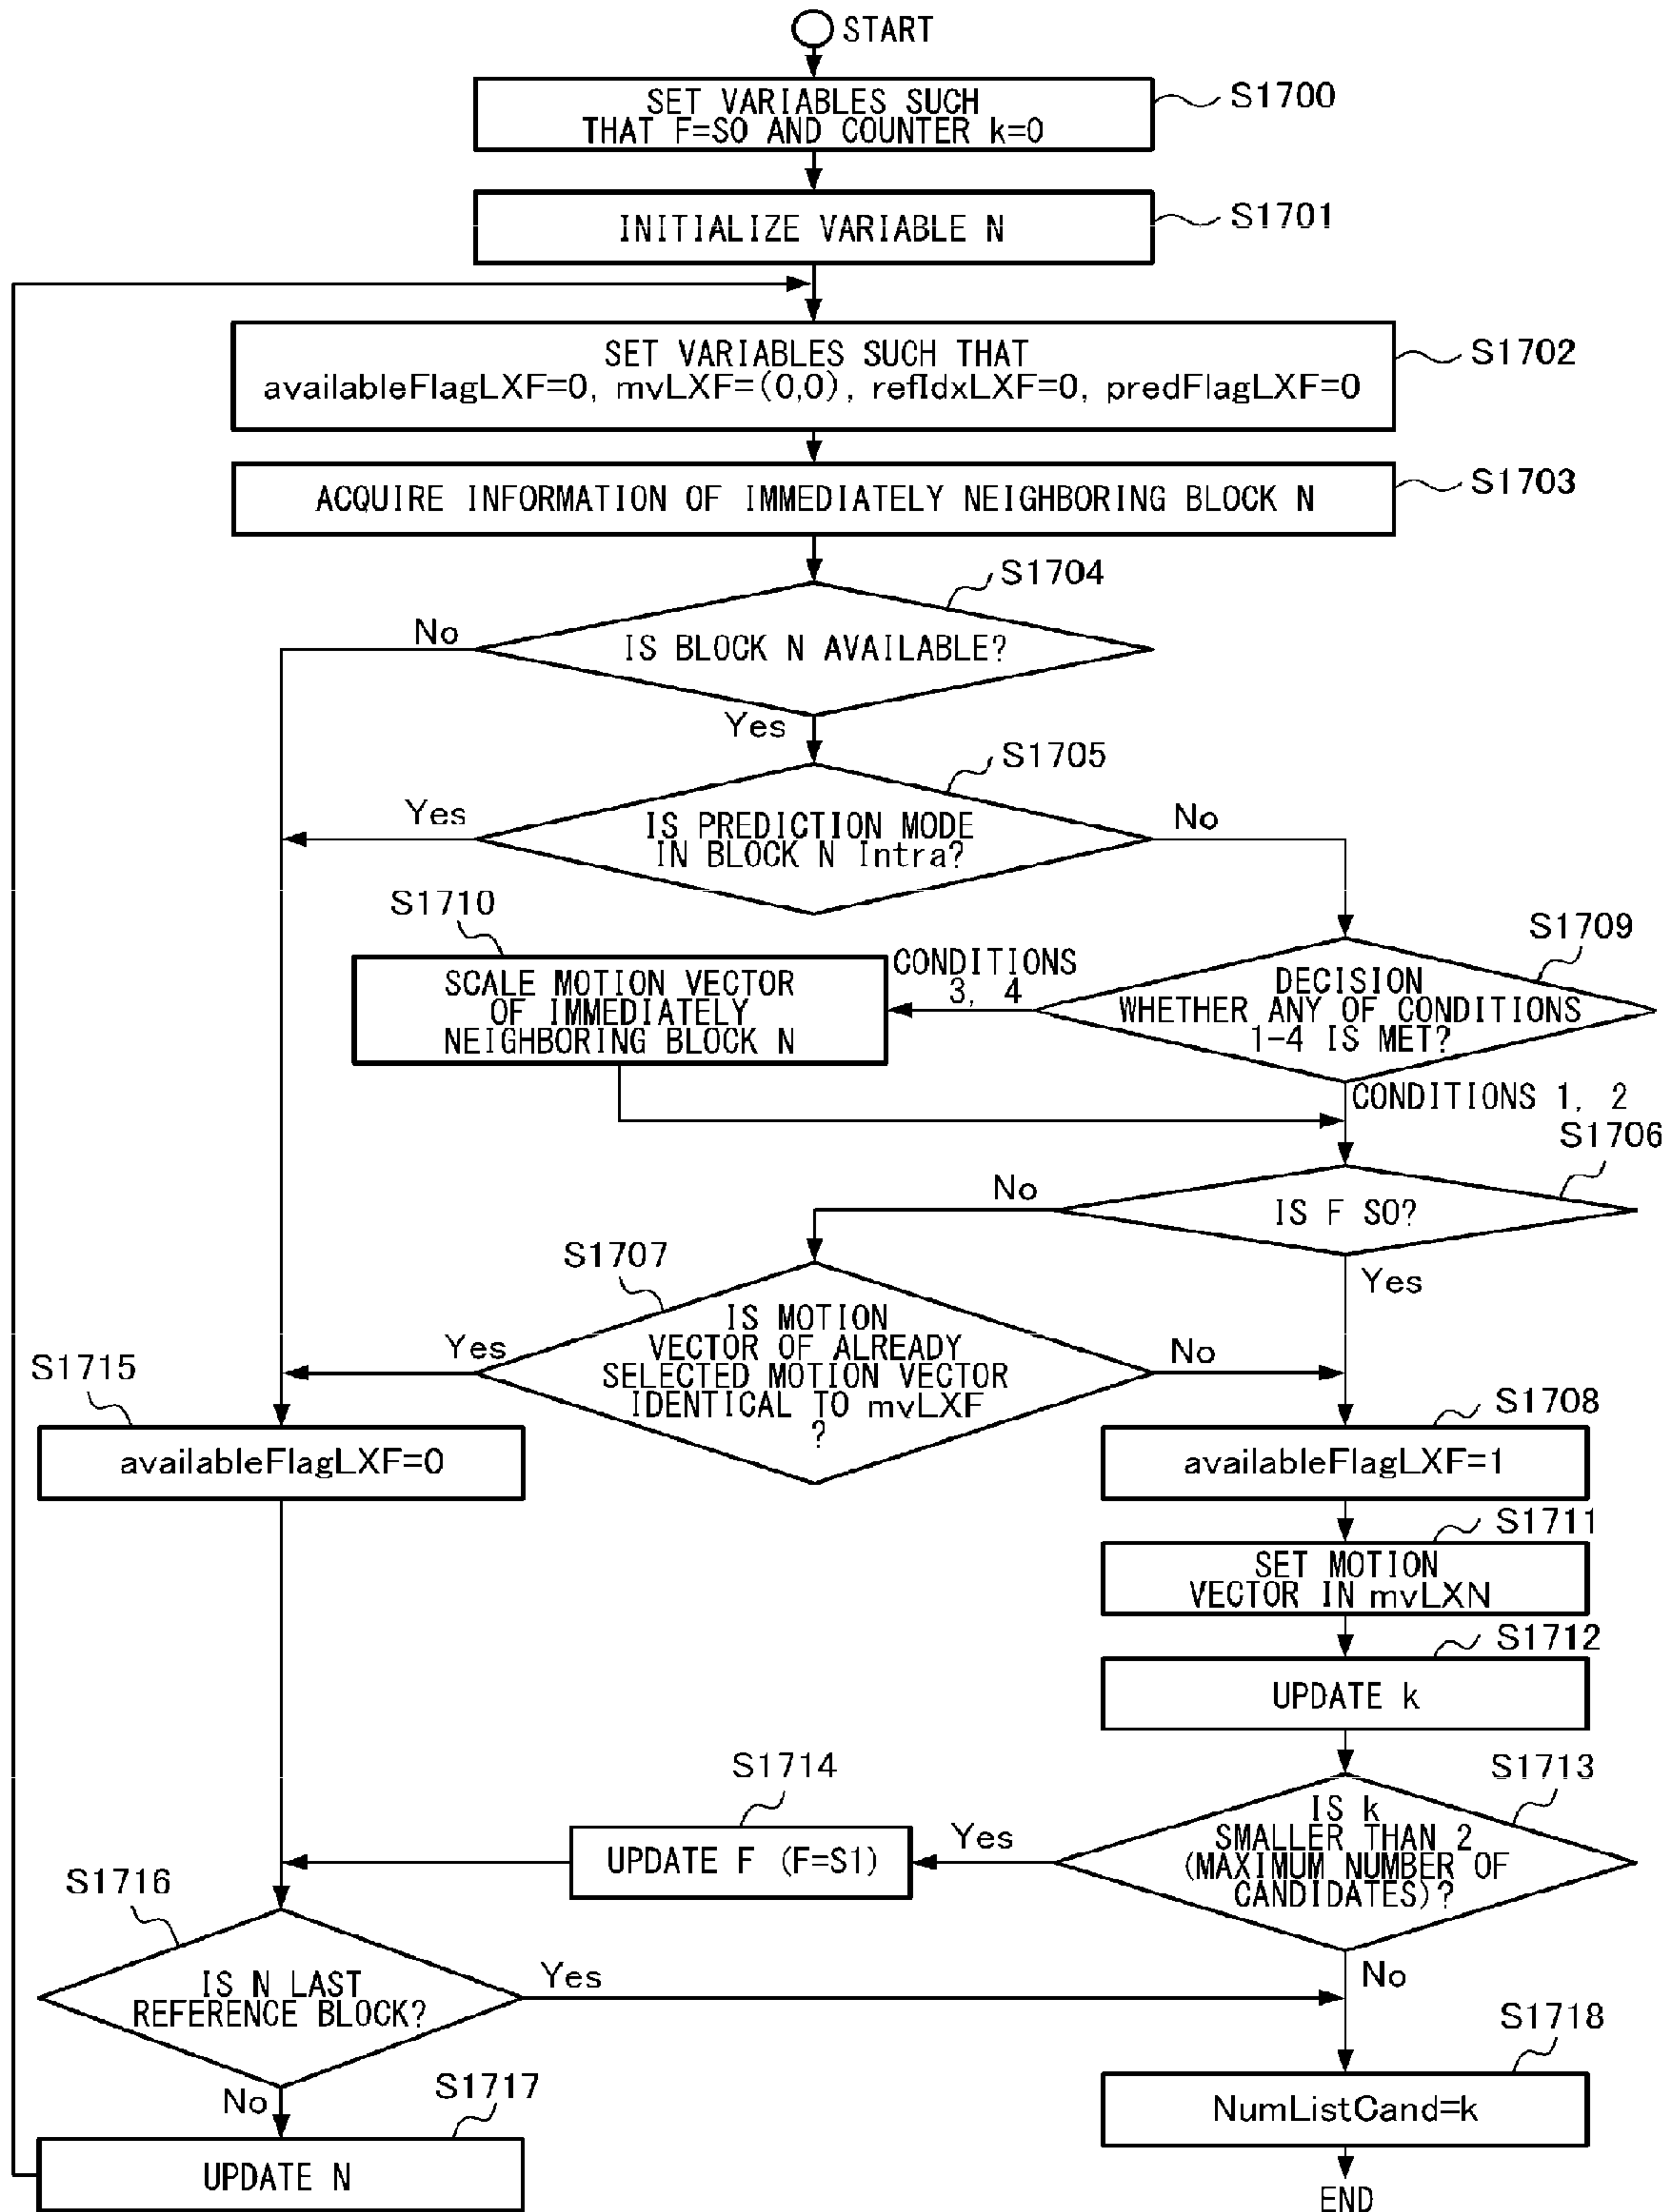 START
SET VARIABLES SUCH
THAT F=S0 AND COUNTER k=0
S1700
INITIALIZE VARIABLE N
S1701
SET VARIABLES SUCH THAT
availableFlagLXF=0, mvLXF=(0,0), refIdxLXF=0, predFlagLXF=0
S1702
ACQUIRE INFORMATION OF IMMEDIATELY NEIGHBORING BLOCK N
S1703
S1704
No
IS BLOCK N AVAILABLE?
Yes
S1705
Yes
IS PREDICTION MODE
IN BLOCK N Intra?
No
S1710
SCALE MOTION VECTOR
OF IMMEDIATELY
NEIGHBORING BLOCK N
CONDITIONS
3, 4
S1709
DECISION
WHETHER ANY OF CONDITIONS
1-4 IS MET?
CONDITIONS 1, 2
S1706
No
IS F S0?
Yes
S1707
IS MOTION
VECTOR OF ALREADY
SELECTED MOTION VECTOR
IDENTICAL TO mvLXF
?
Yes
No
S1715
availableFlagLXF=0
S1708
availableFlagLXF=1
S1711
SET MOTION
VECTOR IN mvLXN
S1712
UPDATE k
S1714
UPDATE F (F=S1)
Yes
S1713
IS k
SMALLER THAN 2
(MAXIMUM NUMBER OF
CANDIDATES)?
No
S1716
IS N LAST
REFERENCE BLOCK?
Yes
No
S1717
UPDATE N
S1718
NumListCand=k
END